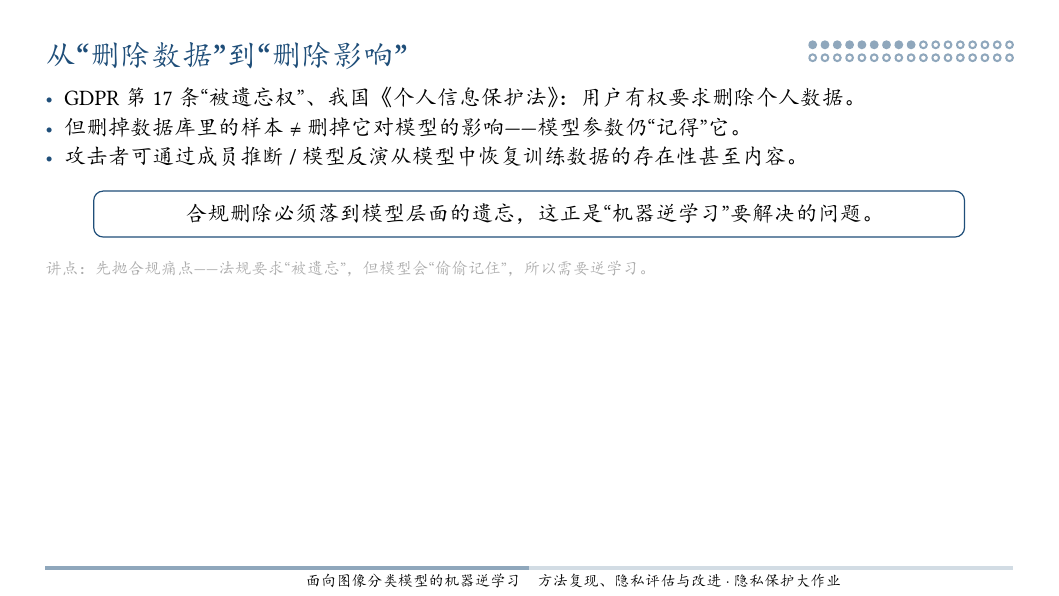 从“删除数据”到“删除影响”
• GDPR 第 17 条“被遗忘权”、我国《个人信息保护法》：用户有权要求删除个人数据。
• 但删掉数据库里的样本 ≠ 删掉它对模型的影响——模型参数仍“记得”它。
• 攻击者可通过成员推断 / 模型反演从模型中恢复训练数据的存在性甚至内容。
合规删除必须落到模型层面的遗忘，这正是“机器逆学习”要解决的问题。
讲点：先抛合规痛点——法规要求“被遗忘”，但模型会“偷偷记住”，所以需要逆学习。
面向图像分类模型的机器逆学习 方法复现、隐私评估与改进 · 隐私保护大作业